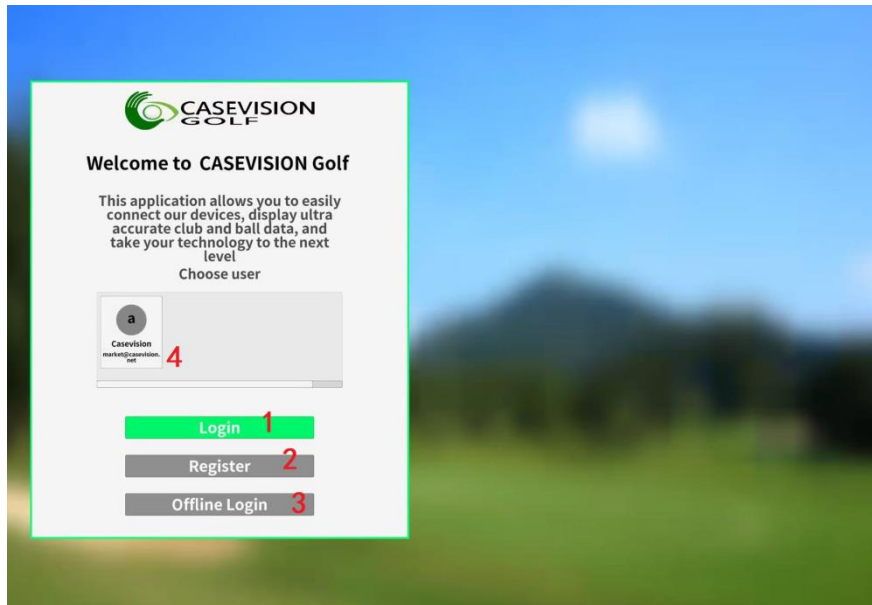 CASEVISION
GOLF
Welcome to CASEVISION Golf
This application allows you to easily
connect our devices, display ultra
accurate club and ball data, and
take your technology to the next
level
Choose user
a
Casevision
market@casevision.
net
4
Login 1
Register 2
Offline Login 3